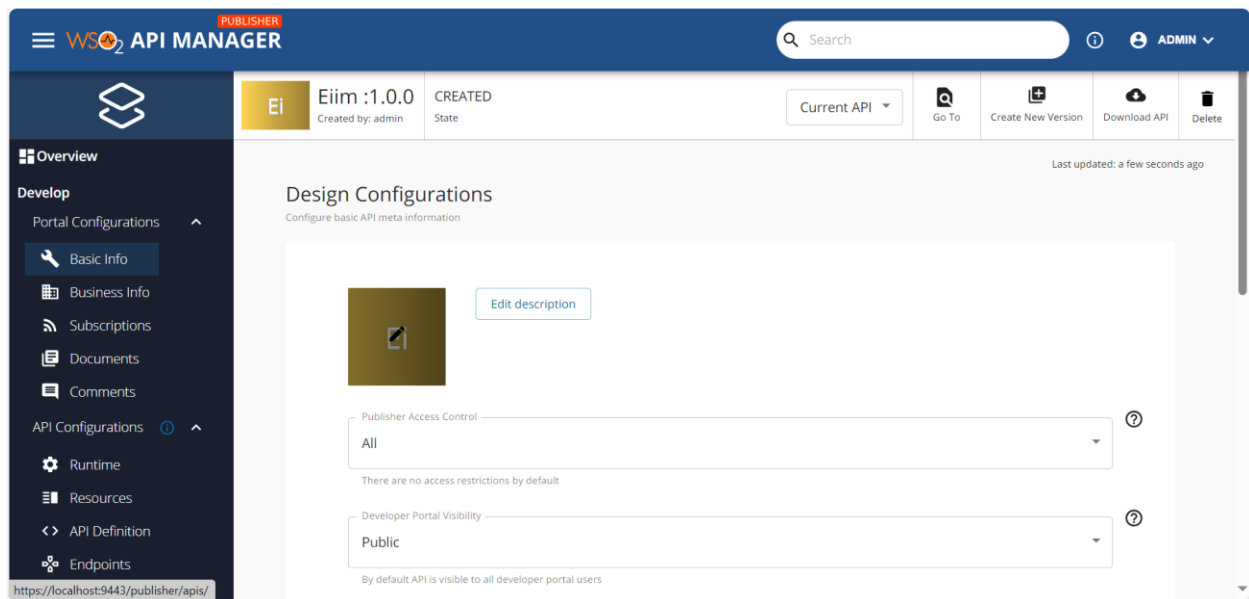 PUBLISHER
WSO2 API MANAGER
Search
ADMIN
Ei
Eiim :1.0.0
Created by: admin
CREATED
State
Current API
Go To
Create New Version
Download API
Delete
Overview
Develop
Portal Configurations
Basic Info
Business Info
Subscriptions
Documents
Comments
API Configurations
Runtime
Resources
API Definition
Endpoints
https://localhost:9443/publisher/apis/
Last updated: a few seconds ago
Design Configurations
Configure basic API meta information
Ei
Edit description
Publisher Access Control
All
There are no access restrictions by default
Developer Portal Visibility
Public
By default API is visible to all developer portal users